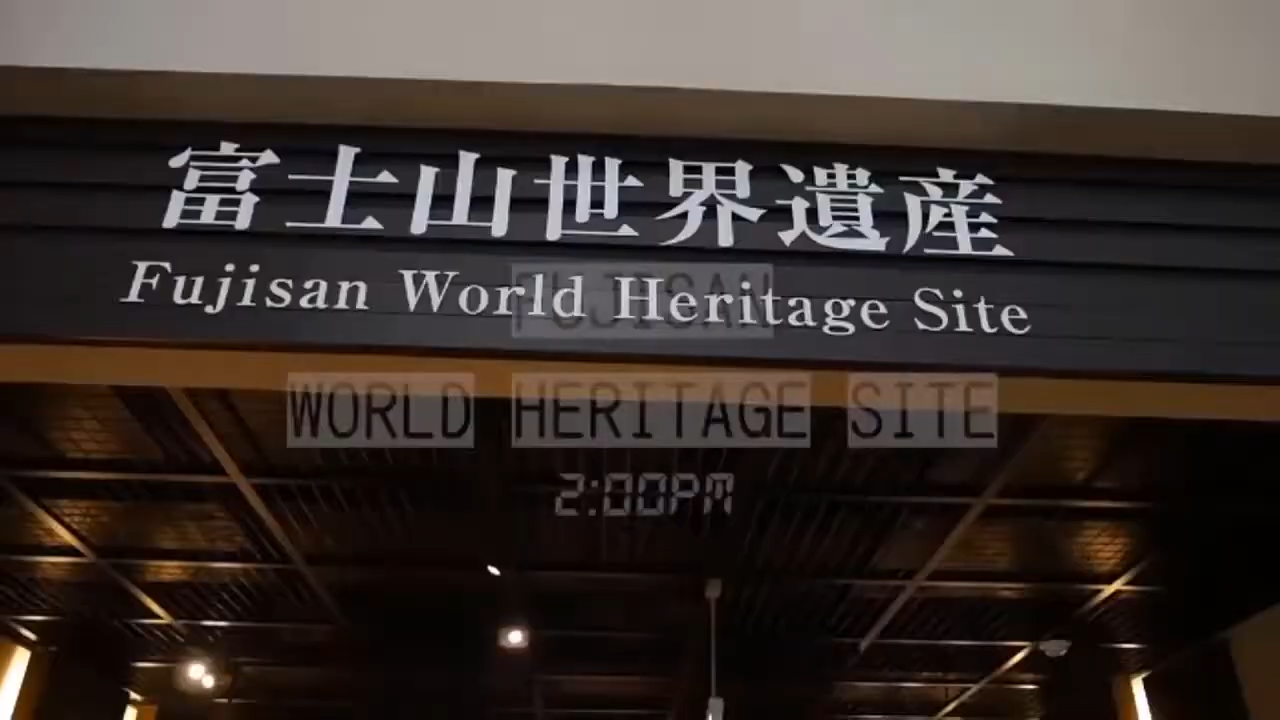 富士山世界遺産
Fujisan World Heritage Site
FUJISAN
WORLD HERITAGE SITE
2:00PM